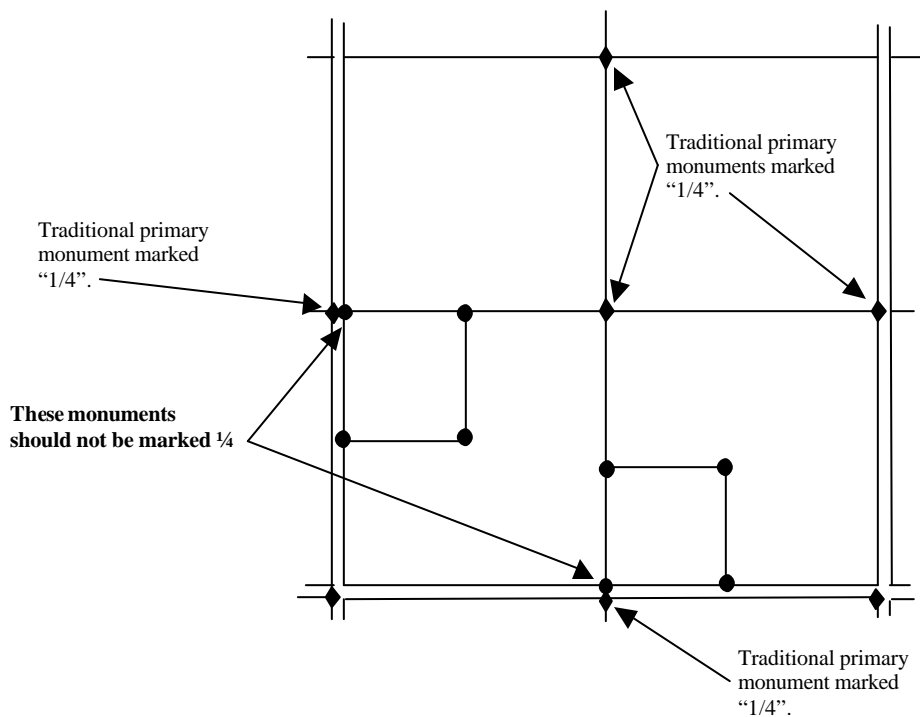 Traditional primary
monuments marked
“1/4”.
Traditional primary
monument marked
“1/4”.
These monuments
should not be marked ¼
Traditional primary
monument marked
“1/4”.